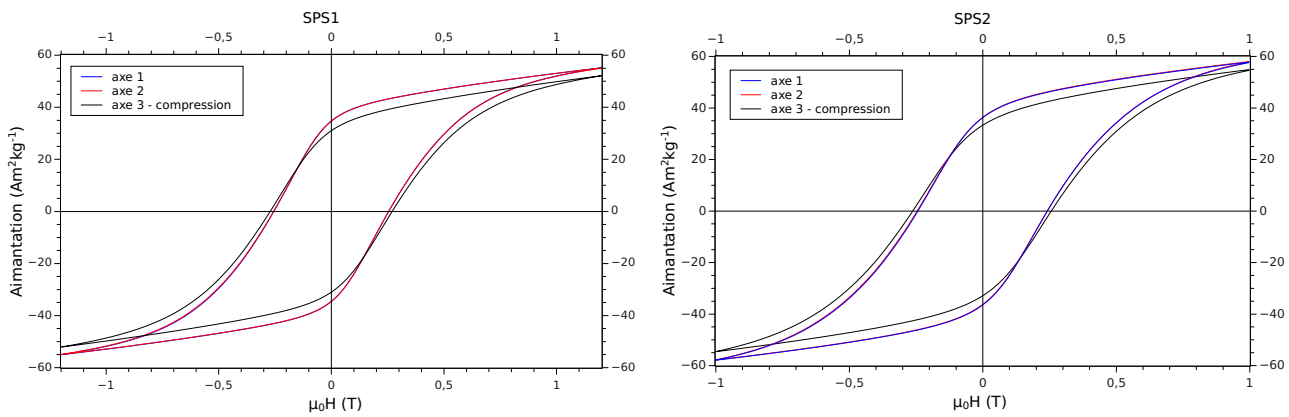 SPS1
−1 −0,5 0 0,5 1
60 60
40 40
20 20
0 0
−20 −20
−40 −40
−60 −60
axe 1
axe 2
axe 3 - compression
Aimantation (Am²kg⁻¹)
−1 −0,5 0 0,5 1
μ₀H (T)
SPS2
−1 −0,5 0 0,5 1
60 60
40 40
20 20
0 0
−20 −20
−40 −40
−60 −60
axe 1
axe 2
axe 3 - compression
Aimantation (Am²kg⁻¹)
−1 −0,5 0 0,5 1
μ₀H (T)